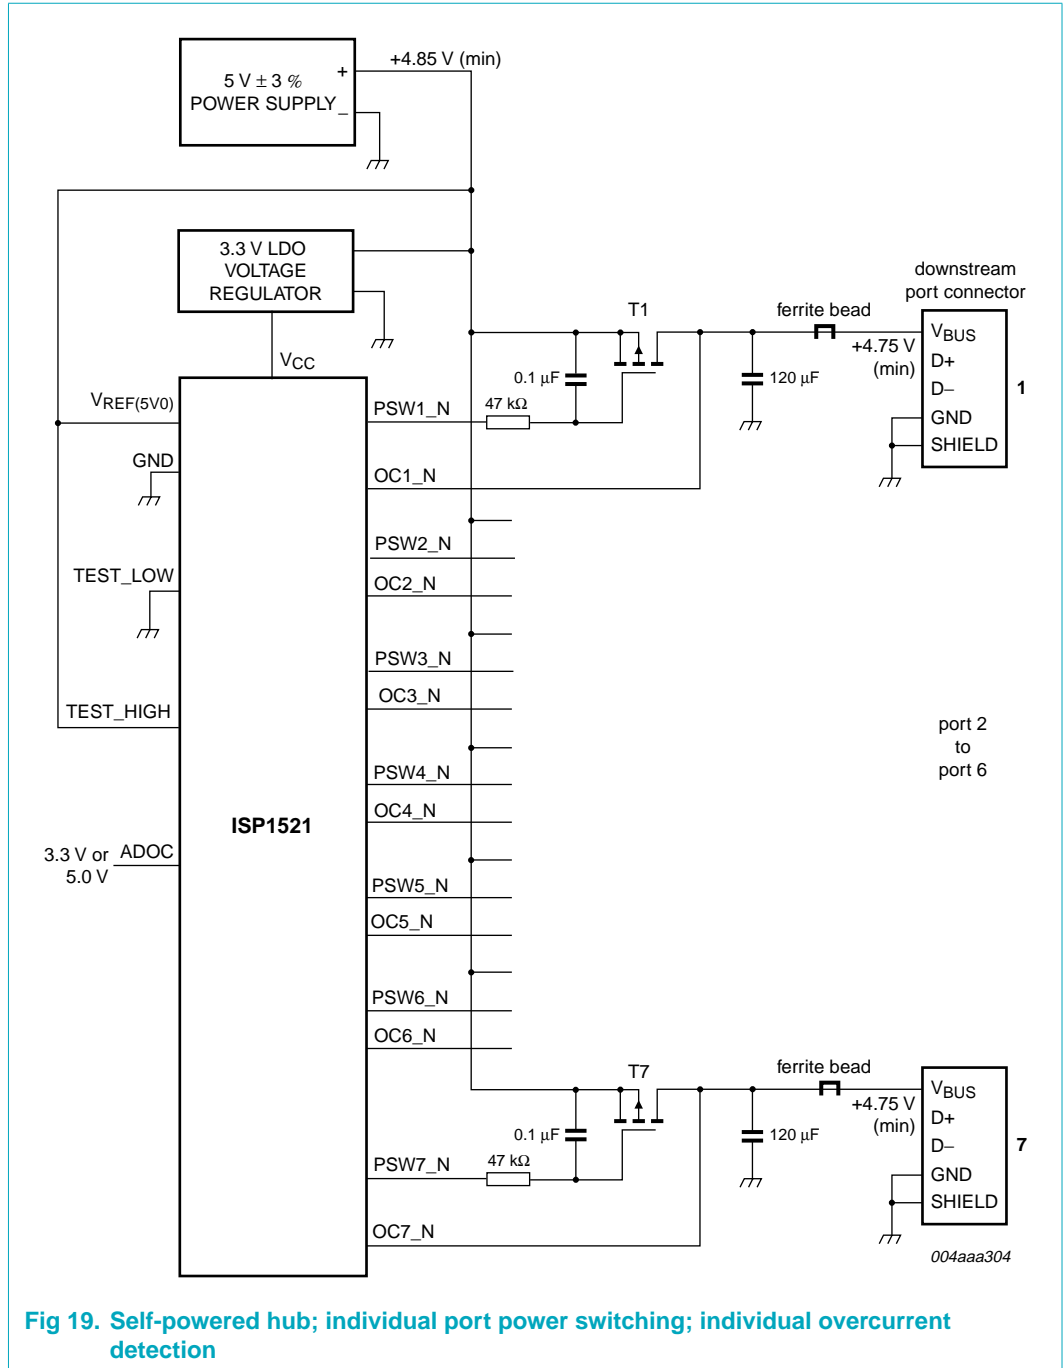 5 V ± 3 %
POWER SUPPLY
+
–
+4.85 V (min)
3.3 V LDO
VOLTAGE
REGULATOR
VCC
VREF(5V0)
GND
TEST_LOW
TEST_HIGH
3.3 V or
5.0 V
ADOC
ISP1521
PSW1_N
OC1_N
PSW2_N
OC2_N
PSW3_N
OC3_N
PSW4_N
OC4_N
PSW5_N
OC5_N
PSW6_N
OC6_N
PSW7_N
OC7_N
0.1 µF
47 kΩ
T1
120 µF
ferrite bead
+4.75 V
(min)
downstream
port connector
VBUS
D+
D–
GND
SHIELD
1
port 2
to
port 6
0.1 µF
47 kΩ
T7
120 µF
ferrite bead
+4.75 V
(min)
VBUS
D+
D–
GND
SHIELD
7
004aaa304
Fig 19. Self-powered hub; individual port power switching; individual overcurrent
detection